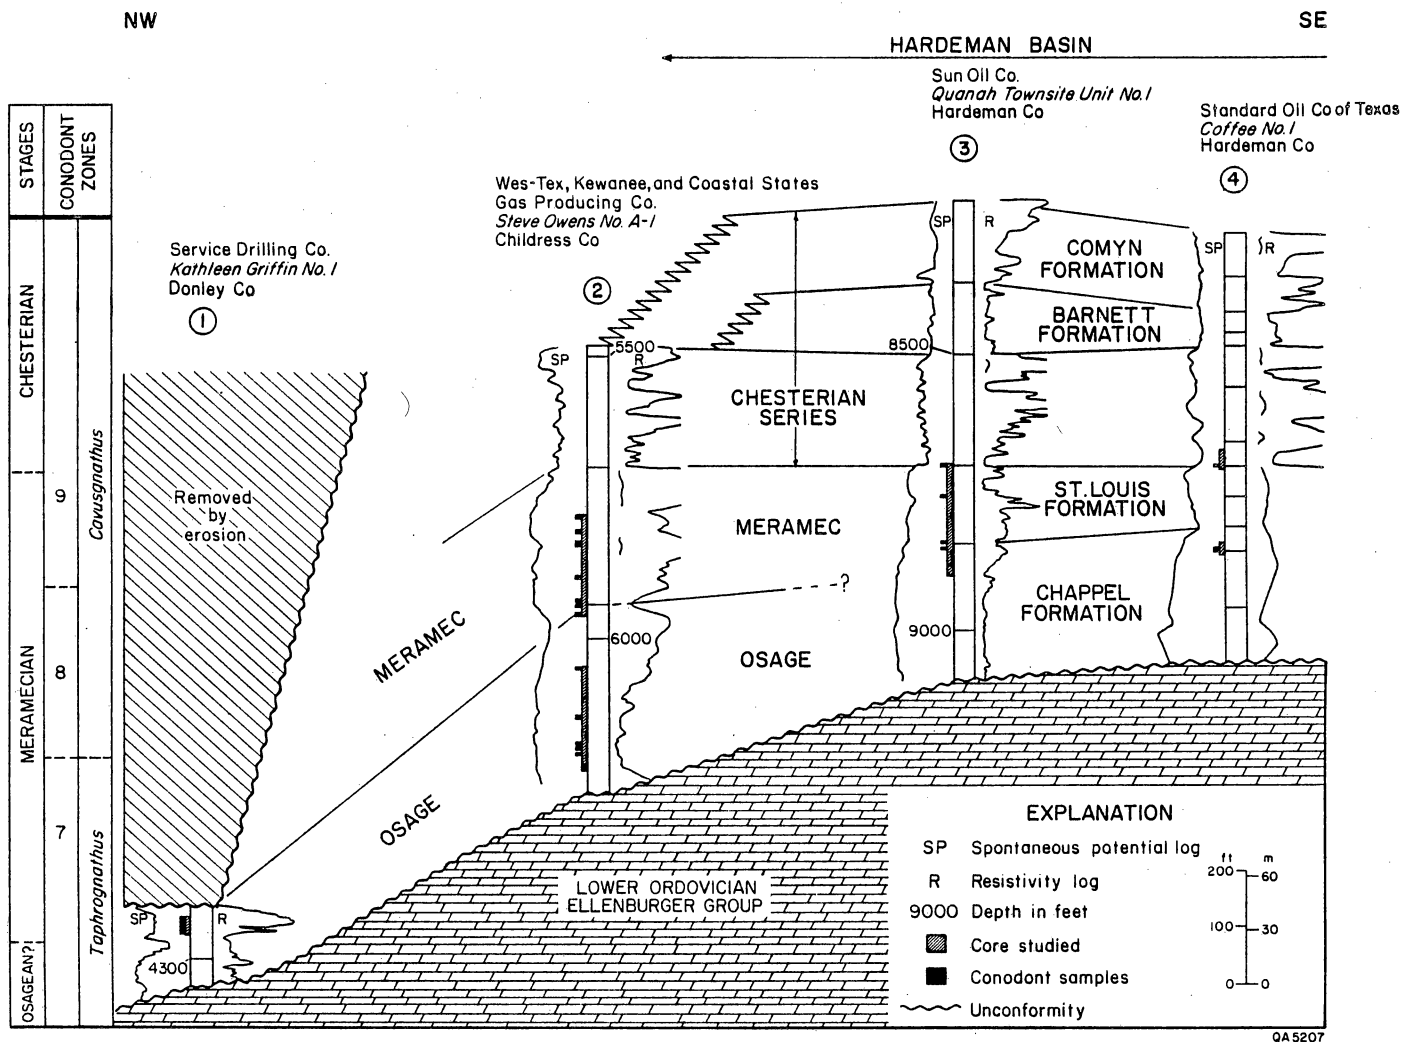 NW
SE
HARDEMAN BASIN
Sun Oil Co.
Quanah Townsite Unit No. 1
Hardeman Co
3
Standard Oil Co of Texas
Coffee No. 1
Hardeman Co
4
Wes-Tex, Kewanee, and Coastal States
Gas Producing Co.
Steve Owens No. A-1
Childress Co
2
Service Drilling Co.
Kathleen Griffin No. 1
Donley Co
1
STAGES
CONODONT
ZONES
CHESTERIAN
MERAMECIAN
OSAGEAN?
9
8
7
Cavusgnathus
Taphrognathus
Removed
by
erosion
SP
R
4300
SP
5500
R
6000
SP
R
8500
9000
SP
R
COMYN
FORMATION
BARNETT
FORMATION
CHESTERIAN
SERIES
ST. LOUIS
FORMATION
MERAMEC
?
CHAPPEL
FORMATION
OSAGE
MERAMEC
OSAGE
LOWER ORDOVICIAN
ELLENBURGER GROUP
EXPLANATION
SP Spontaneous potential log
R Resistivity log
9000 Depth in feet
Core studied
Conodont samples
Unconformity
ft m
200 60
100 30
0 0
QA5207